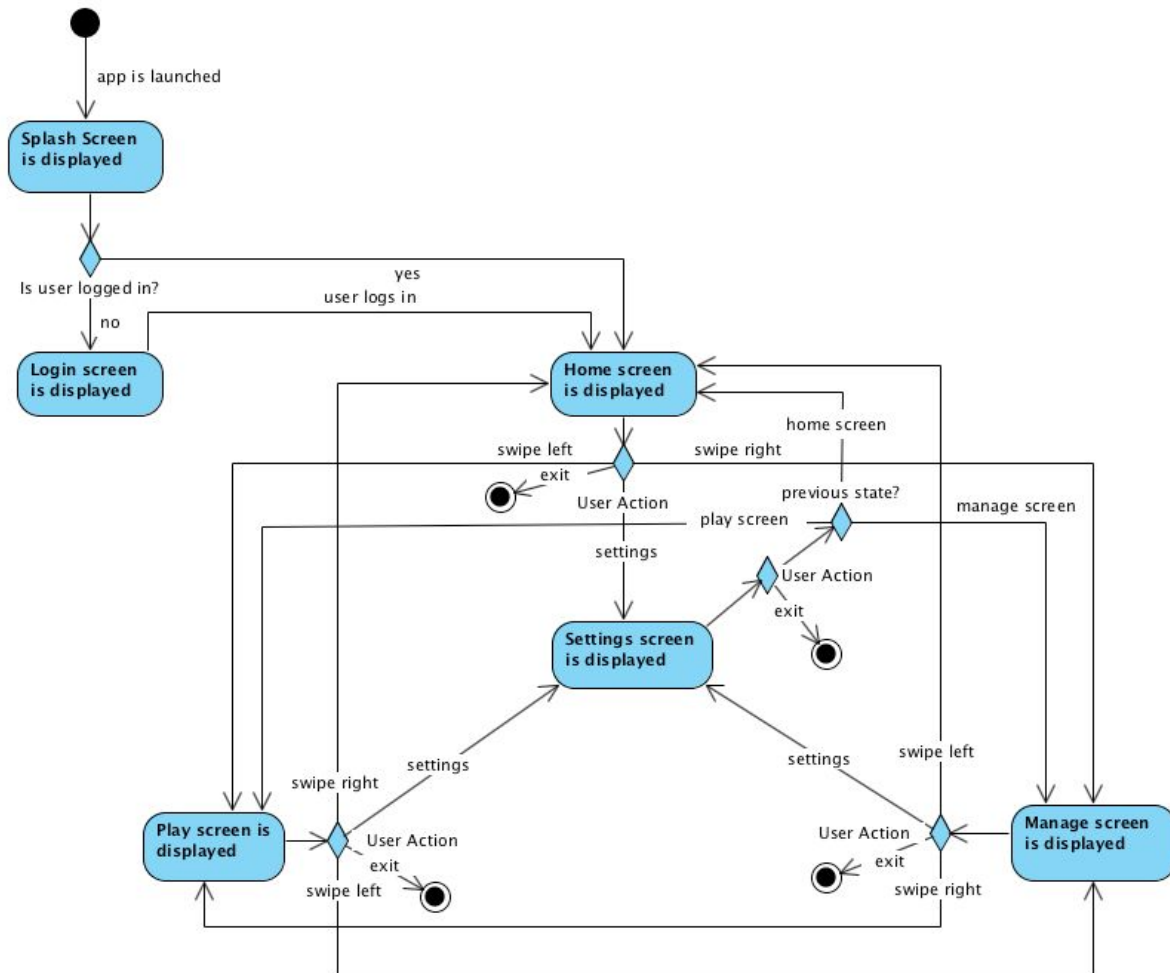 app is launched
Splash Screen
is displayed
yes
Is user logged in?
user logs in
no
Login screen
is displayed
Home screen
is displayed
home screen
swipe left
swipe right
exit
previous state?
User Action
manage screen
play screen
settings
User Action
exit
Settings screen
is displayed
swipe left
settings
settings
swipe right
Play screen is
displayed
User Action
exit
swipe left
User Action
exit
swipe right
Manage screen
is displayed